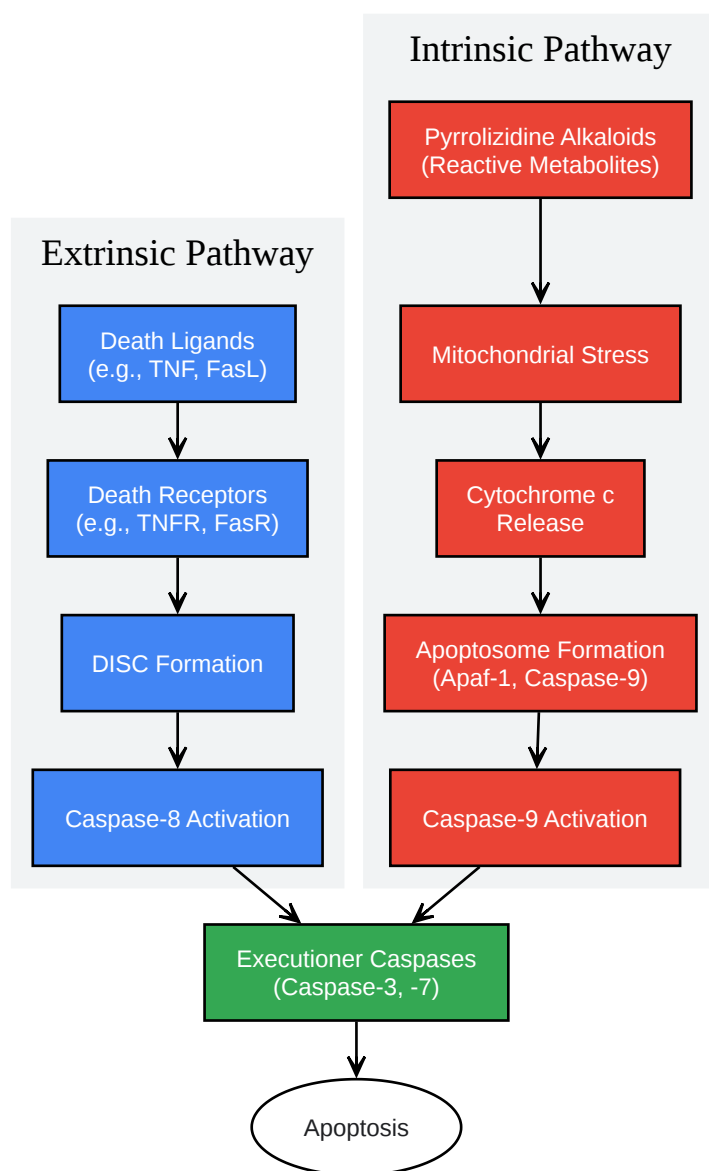 Intrinsic Pathway
Pyrrolizidine Alkaloids
(Reactive Metabolites)
Mitochondrial Stress
Cytochrome c
Release
Apoptosome Formation
(Apaf-1, Caspase-9)
Caspase-9 Activation
Extrinsic Pathway
Death Ligands
(e.g., TNF, FasL)
Death Receptors
(e.g., TNFR, FasR)
DISC Formation
Caspase-8 Activation
Executioner Caspases
(Caspase-3, -7)
Apoptosis